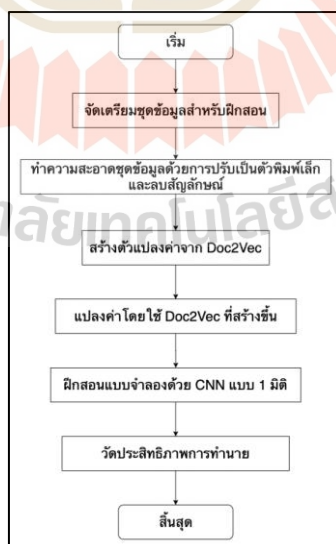 เริ่ม
จัดเตรียมชุดข้อมูลสำหรับฝึกสอน
ทำความสะอาดชุดข้อมูลด้วยการปรับเป็นตัวพิมพ์เล็ก
และลบสัญลักษณ์
สร้างตัวแปลงค่าจาก Doc2Vec
แปลงค่าโดยใช้ Doc2Vec ที่สร้างขึ้น
ฝึกสอนแบบจำลองด้วย CNN แบบ 1 มิติ
วัดประสิทธิภาพการทำนาย
สิ้นสุด